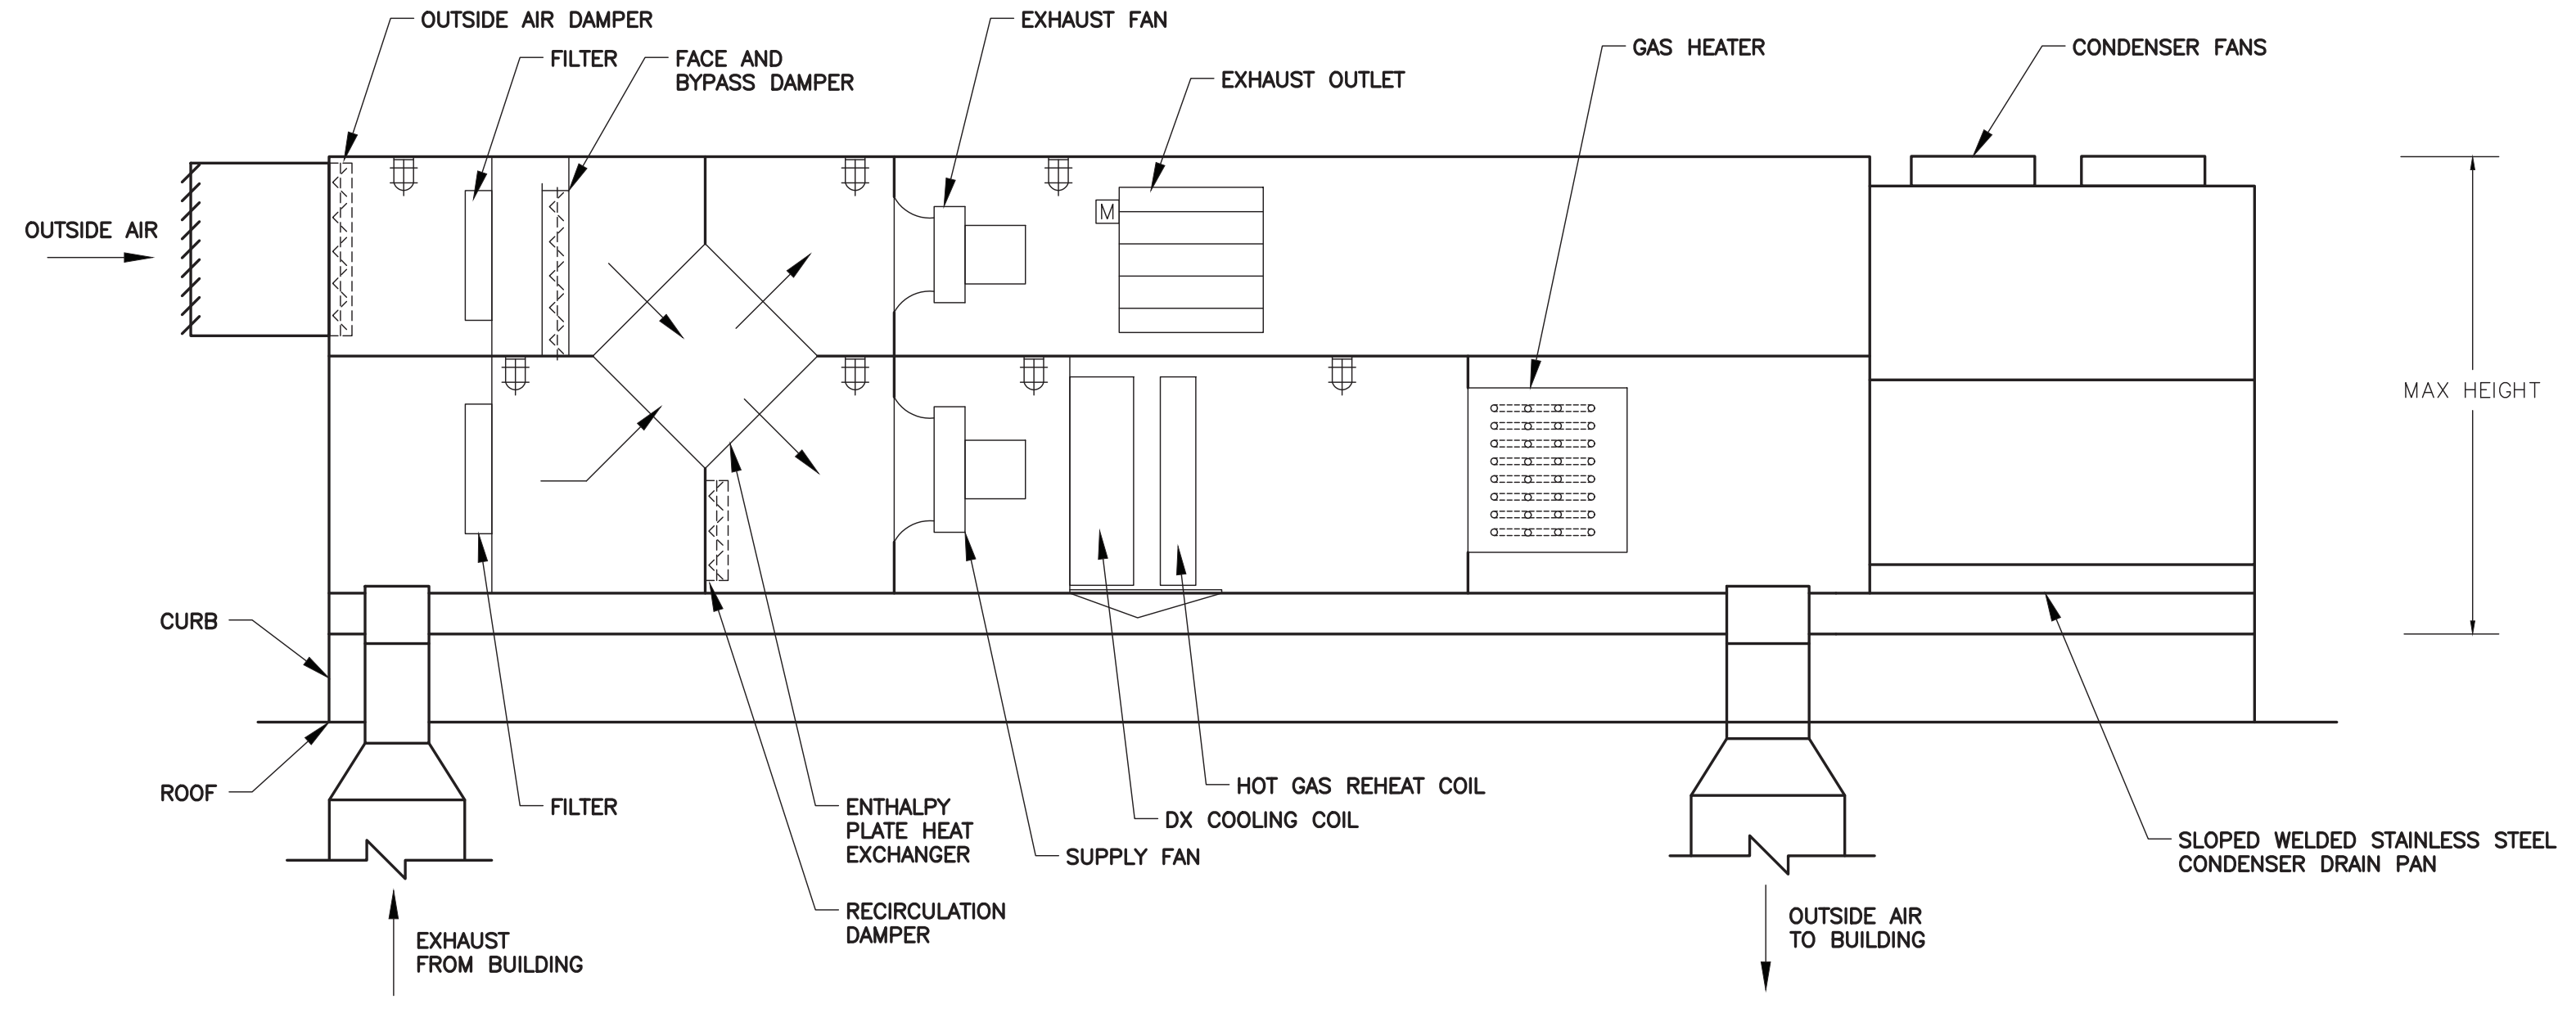 OUTSIDE AIR DAMPER
EXHAUST FAN
FILTER
FACE AND
BYPASS DAMPER
GAS HEATER
CONDENSER FANS
EXHAUST OUTLET
M
OUTSIDE AIR
MAX HEIGHT
CURB
ROOF
FILTER
ENTHALPY
PLATE HEAT
EXCHANGER
HOT GAS REHEAT COIL
DX COOLING COIL
SUPPLY FAN
SLOPED WELDED STAINLESS STEEL
CONDENSER DRAIN PAN
RECIRCULATION
DAMPER
EXHAUST
FROM BUILDING
OUTSIDE AIR
TO BUILDING